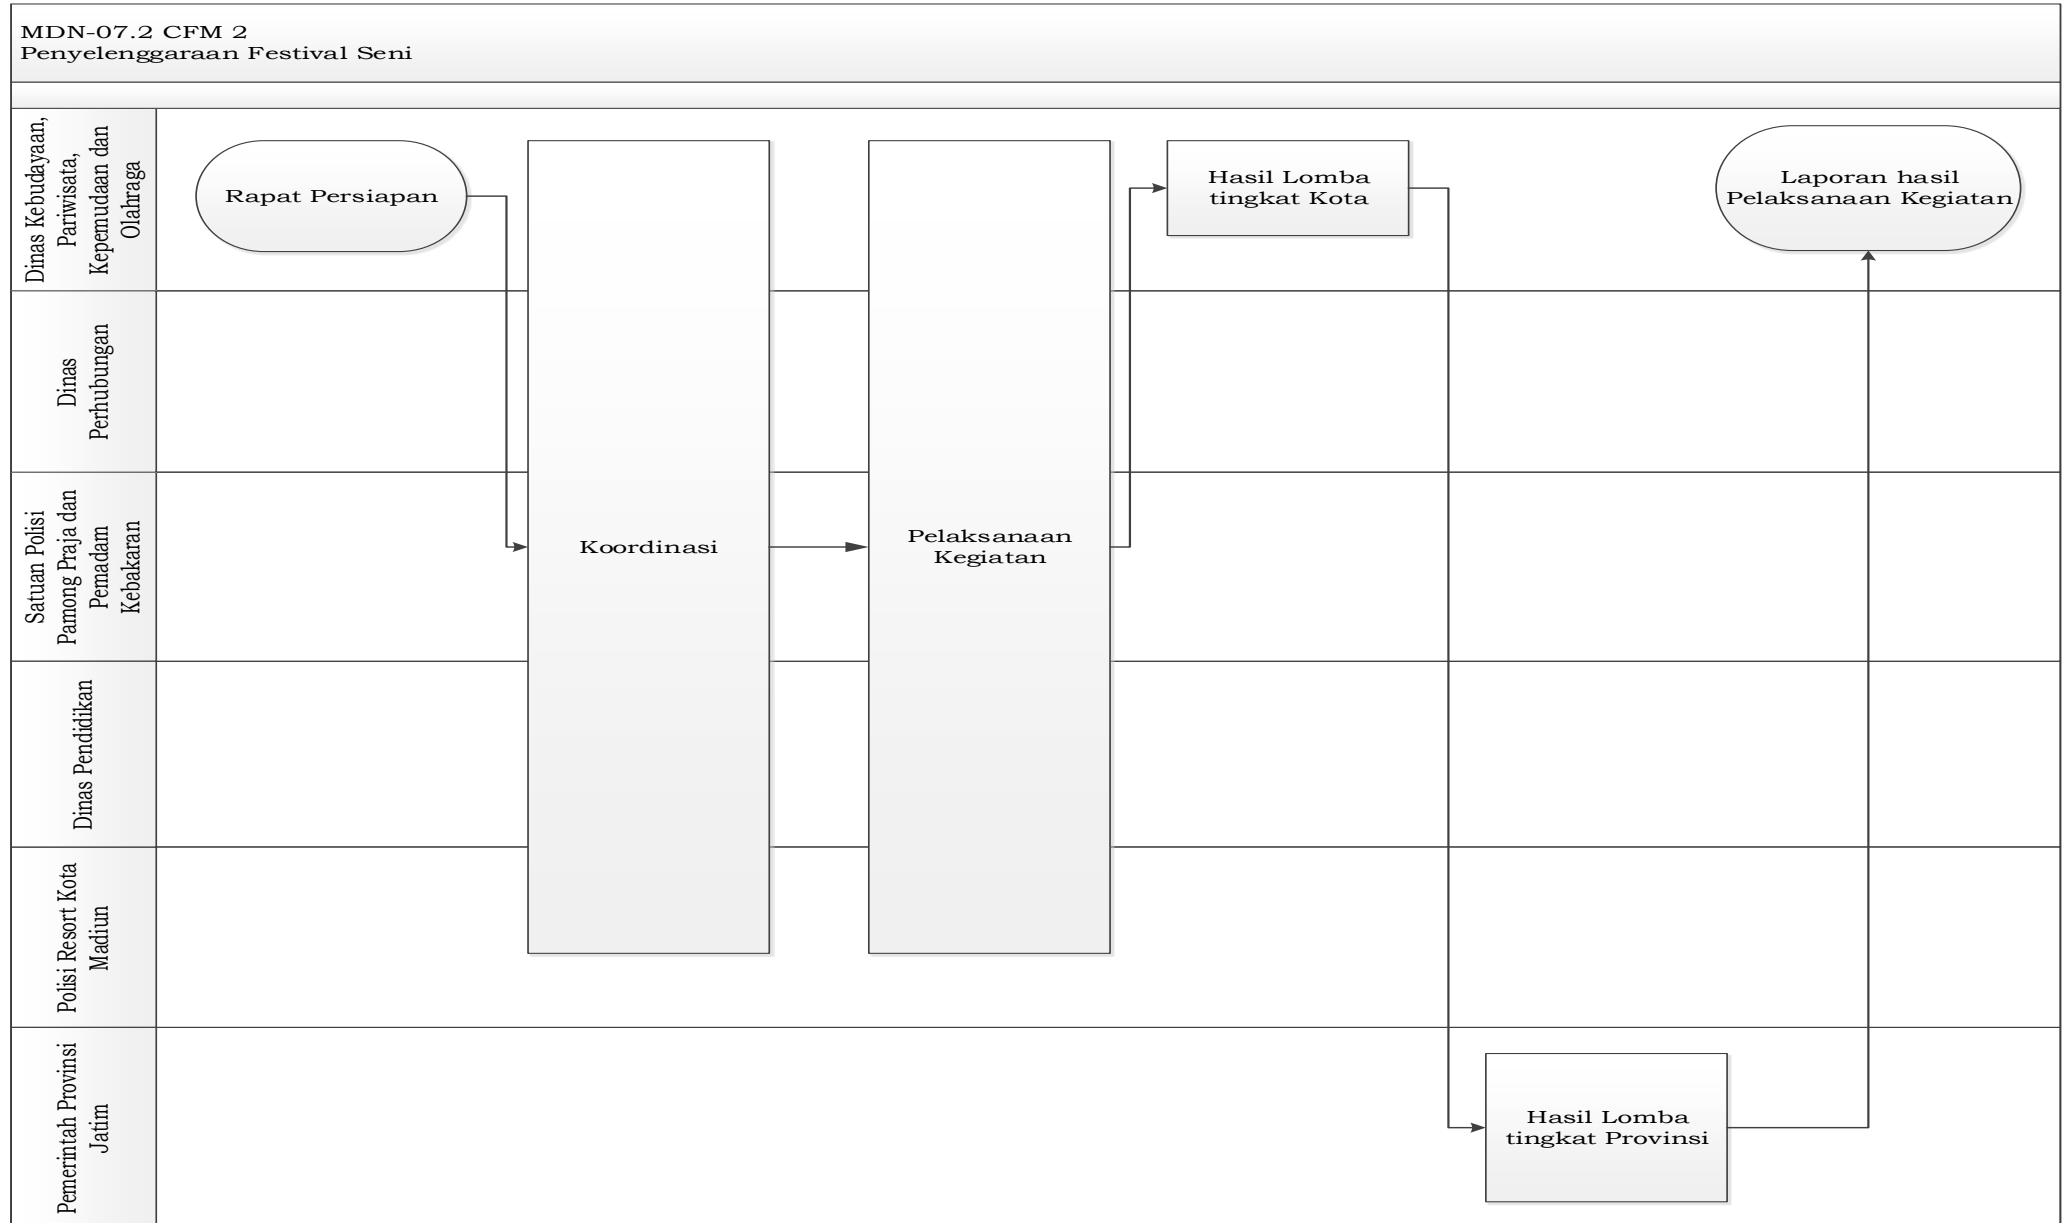 MDN-07.2 CFM 2
Penyelenggaraan Festival Seni
Dinas Kebudayaan,
Pariwisata,
Kepemudaan dan
Olahraga
Rapat Persiapan
Hasil Lomba
tingkat Kota
Laporan hasil
Pelaksanaan Kegiatan
Dinas
Perhubungan
Satuan Polisi
Pamong Praja dan
Pemadam
Kebakaran
Koordinasi
Pelaksanaan
Kegiatan
Dinas Pendidikan
Polisi Resort Kota
Madiun
Pemerintah Provinsi
Jatim
Hasil Lomba
tingkat Provinsi